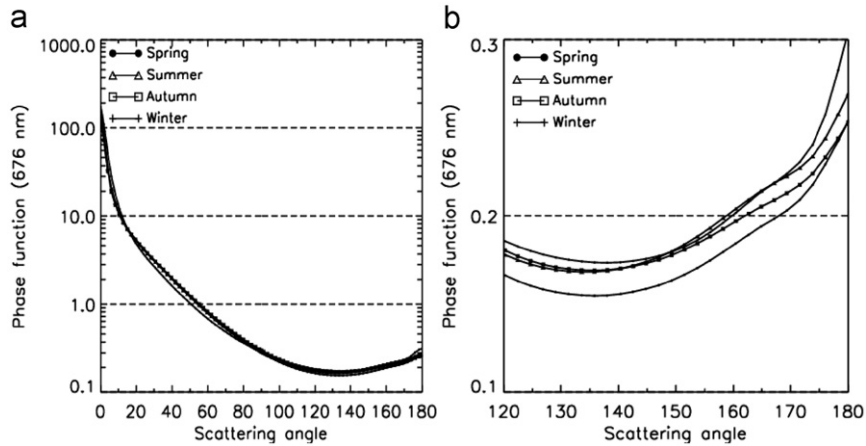 a
1000.0
100.0
10.0
1.0
0.1
Phase function (676 nm)
Spring
Summer
Autumn
Winter
0 20 40 60 80 100 120 140 160 180
Scattering angle
b
0.3
0.2
0.1
Phase function (676 nm)
Spring
Summer
Autumn
Winter
120 130 140 150 160 170 180
Scattering angle